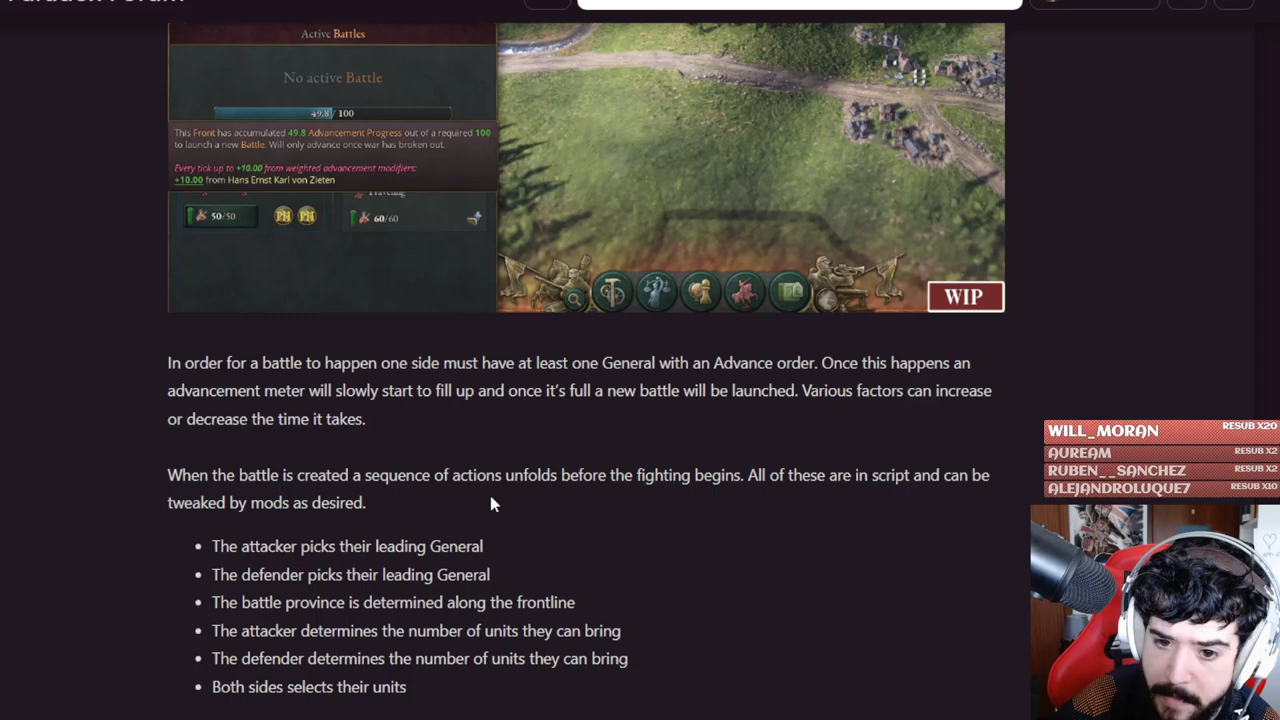 Active Battles
No active Battle
49.8 / 100
This Front has accumulated 49.8 Advancement Progress out of a required 100
to launch a new Battle. Will only advance once war has broken out.
Every tick up to +10.00 from weighted advancement modifiers:
+10.00 from Hans Ernst Karl von Zieten
50/50
60/60
WIP
In order for a battle to happen one side must have at least one General with an Advance order. Once this happens an
advancement meter will slowly start to fill up and once it's full a new battle will be launched. Various factors can increase
or decrease the time it takes.
When the battle is created a sequence of actions unfolds before the fighting begins. All of these are in script and can be
tweaked by mods as desired.
• The attacker picks their leading General
• The defender picks their leading General
• The battle province is determined along the frontline
• The attacker determines the number of units they can bring
• The defender determines the number of units they can bring
• Both sides selects their units
WILL_MORAN RESUB X20
AUREAM RESUB X2
RUBEN__SANCHEZ RESUB X2
ALEJANDROLUQUE7 RESUB X10